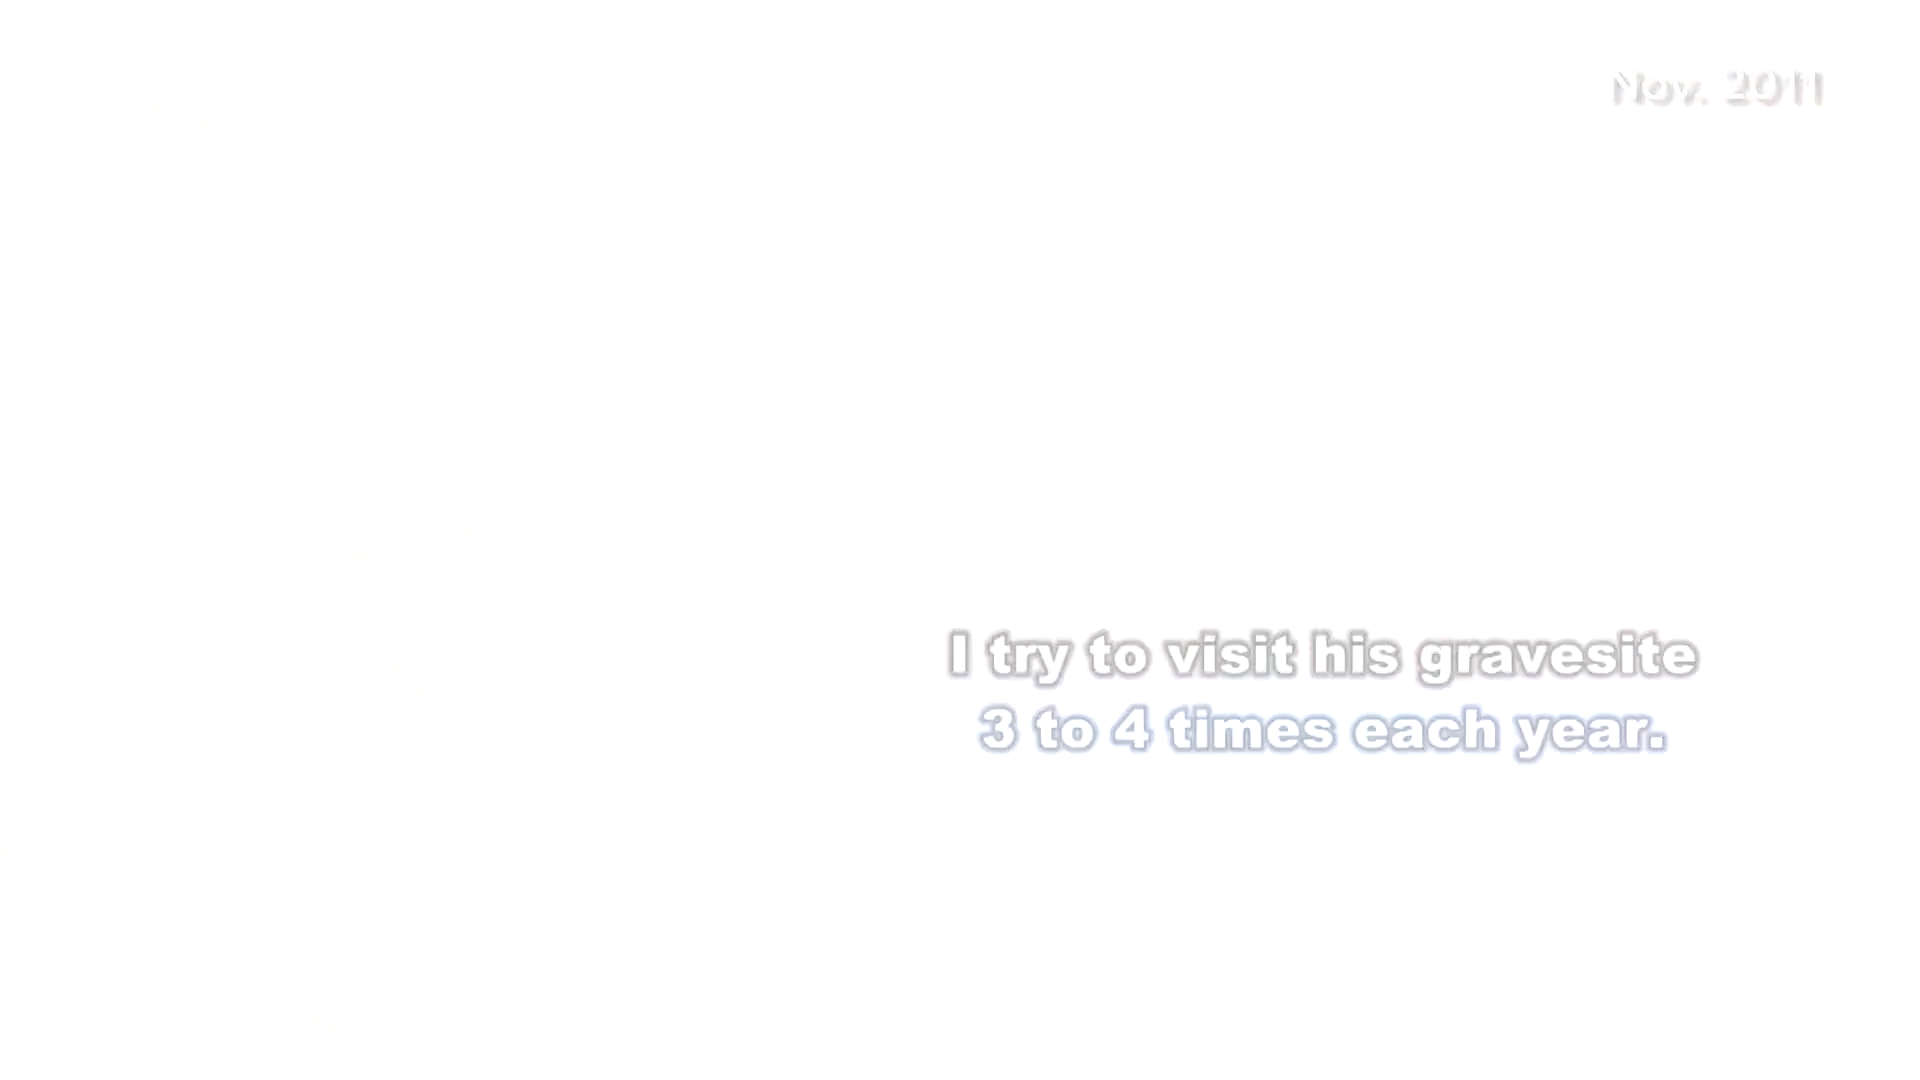 Nov. 2011
I try to visit his gravesite
3 to 4 times each year.